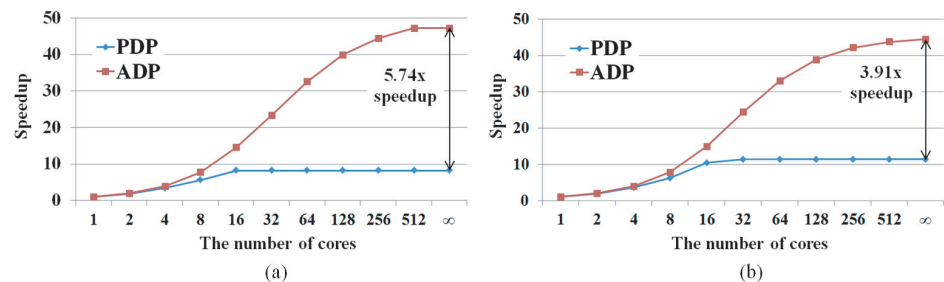 50
40
30
20
10
0
Speedup
PDP
ADP
5.74x
speedup
1 2 4 8 16 32 64 128 256 512 ∞
The number of cores
(a)
50
40
30
20
10
0
Speedup
PDP
ADP
3.91x
speedup
1 2 4 8 16 32 64 128 256 512 ∞
The number of cores
(b)